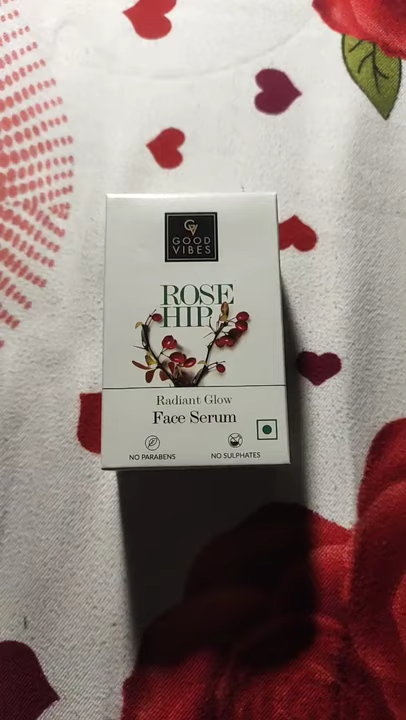 GV
GOOD
VIBES
ROSE
HIP
Radiant Glow
Face Serum
NO PARABENS
NO SULPHATES